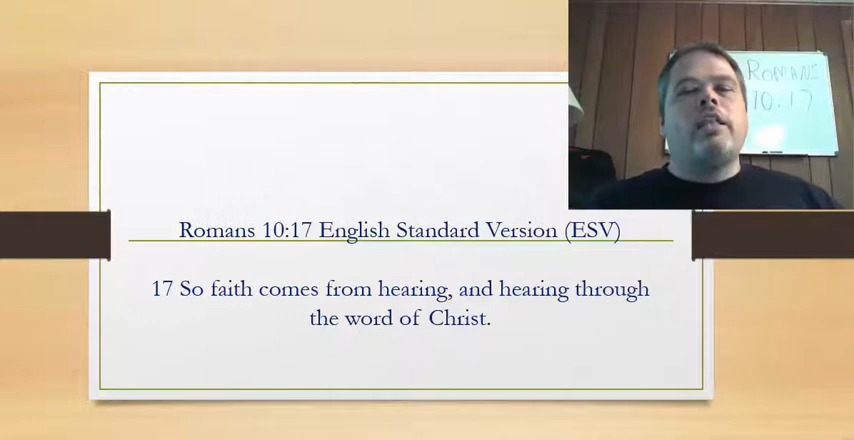 Romans 10:17 English Standard Version (ESV)
17 So faith comes from hearing, and hearing through
the word of Christ.
ROMANS
10.17